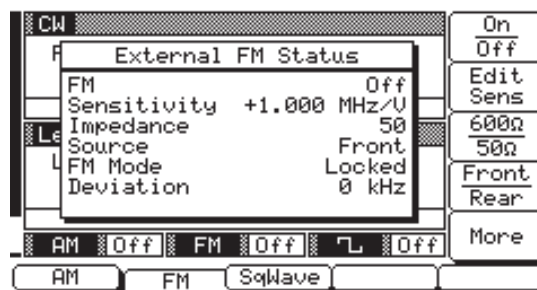 CW
External FM Status
FM Off
Sensitivity +1.000 MHz/V
Impedance 50
Source Front
FM Mode Locked
Deviation 0 kHz
On
Off
Edit
Sens
600Ω
50Ω
Front
Rear
More
AM Off FM Off Off
AM FM SqWave